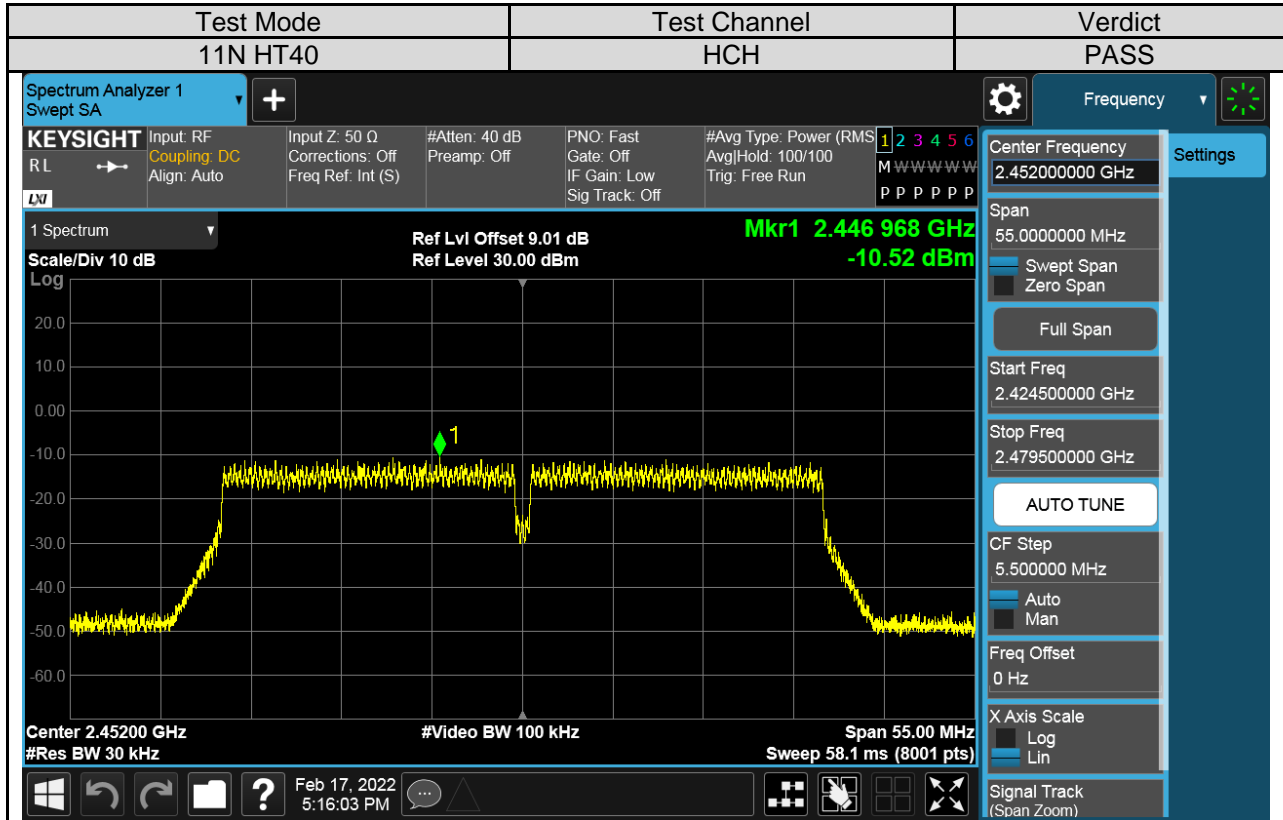 Test Mode Test Channel Verdict
11N HT40 HCH PASS
Spectrum Analyzer 1
Swept SA
+
Frequency
KEYSIGHT
RL
LXI
Input: RF
Coupling: DC
Align: Auto
Input Z: 50 Ω
Corrections: Off
Freq Ref: Int (S)
#Atten: 40 dB
Preamp: Off
PNO: Fast
Gate: Off
IF Gain: Low
Sig Track: Off
#Avg Type: Power (RMS
Avg|Hold: 100/100
Trig: Free Run
1 2 3 4 5 6
M W W W W W
P P P P P P
1 Spectrum
Scale/Div 10 dB
Log
Ref Lvl Offset 9.01 dB
Ref Level 30.00 dBm
Mkr1 2.446 968 GHz
-10.52 dBm
20.0
10.0
0.00
-10.0
-20.0
-30.0
-40.0
-50.0
-60.0
1
Center 2.45200 GHz
#Video BW 100 kHz
Span 55.00 MHz
#Res BW 30 kHz
Sweep 58.1 ms (8001 pts)
Center Frequency
2.452000000 GHz
Settings
Span
55.0000000 MHz
Swept Span
Zero Span
Full Span
Start Freq
2.424500000 GHz
Stop Freq
2.479500000 GHz
AUTO TUNE
CF Step
5.500000 MHz
Auto
Man
Freq Offset
0 Hz
X Axis Scale
Log
Lin
Signal Track
(Span Zoom)
?
Feb 17, 2022
5:16:03 PM